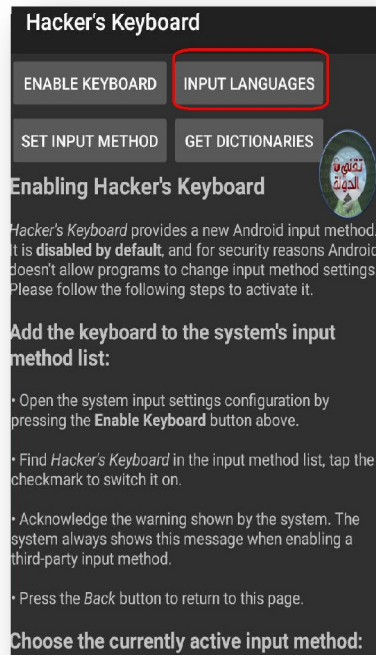 Hacker's Keyboard
ENABLE KEYBOARD INPUT LANGUAGES
SET INPUT METHOD GET DICTIONARIES
تقني
الدولة
Enabling Hacker's Keyboard
Hacker's Keyboard provides a new Android input method.
It is disabled by default, and for security reasons Android
doesn't allow programs to change input method settings
Please follow the following steps to activate it.
Add the keyboard to the system's input
method list:
• Open the system input settings configuration by
pressing the Enable Keyboard button above.
• Find Hacker's Keyboard in the input method list, tap the
checkmark to switch it on.
• Acknowledge the warning shown by the system. The
system always shows this message when enabling a
third-party input method.
• Press the Back button to return to this page.
Choose the currently active input method: